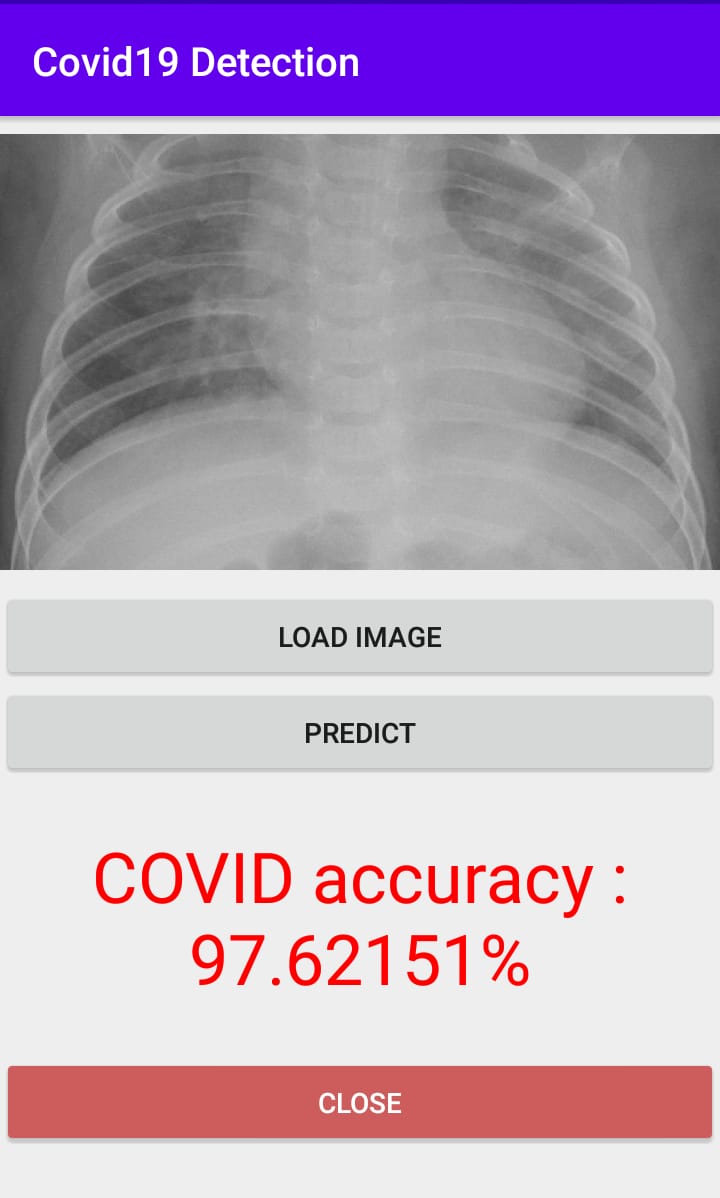 Covid19 Detection
LOAD IMAGE
PREDICT
COVID accuracy :
97.62151%
CLOSE